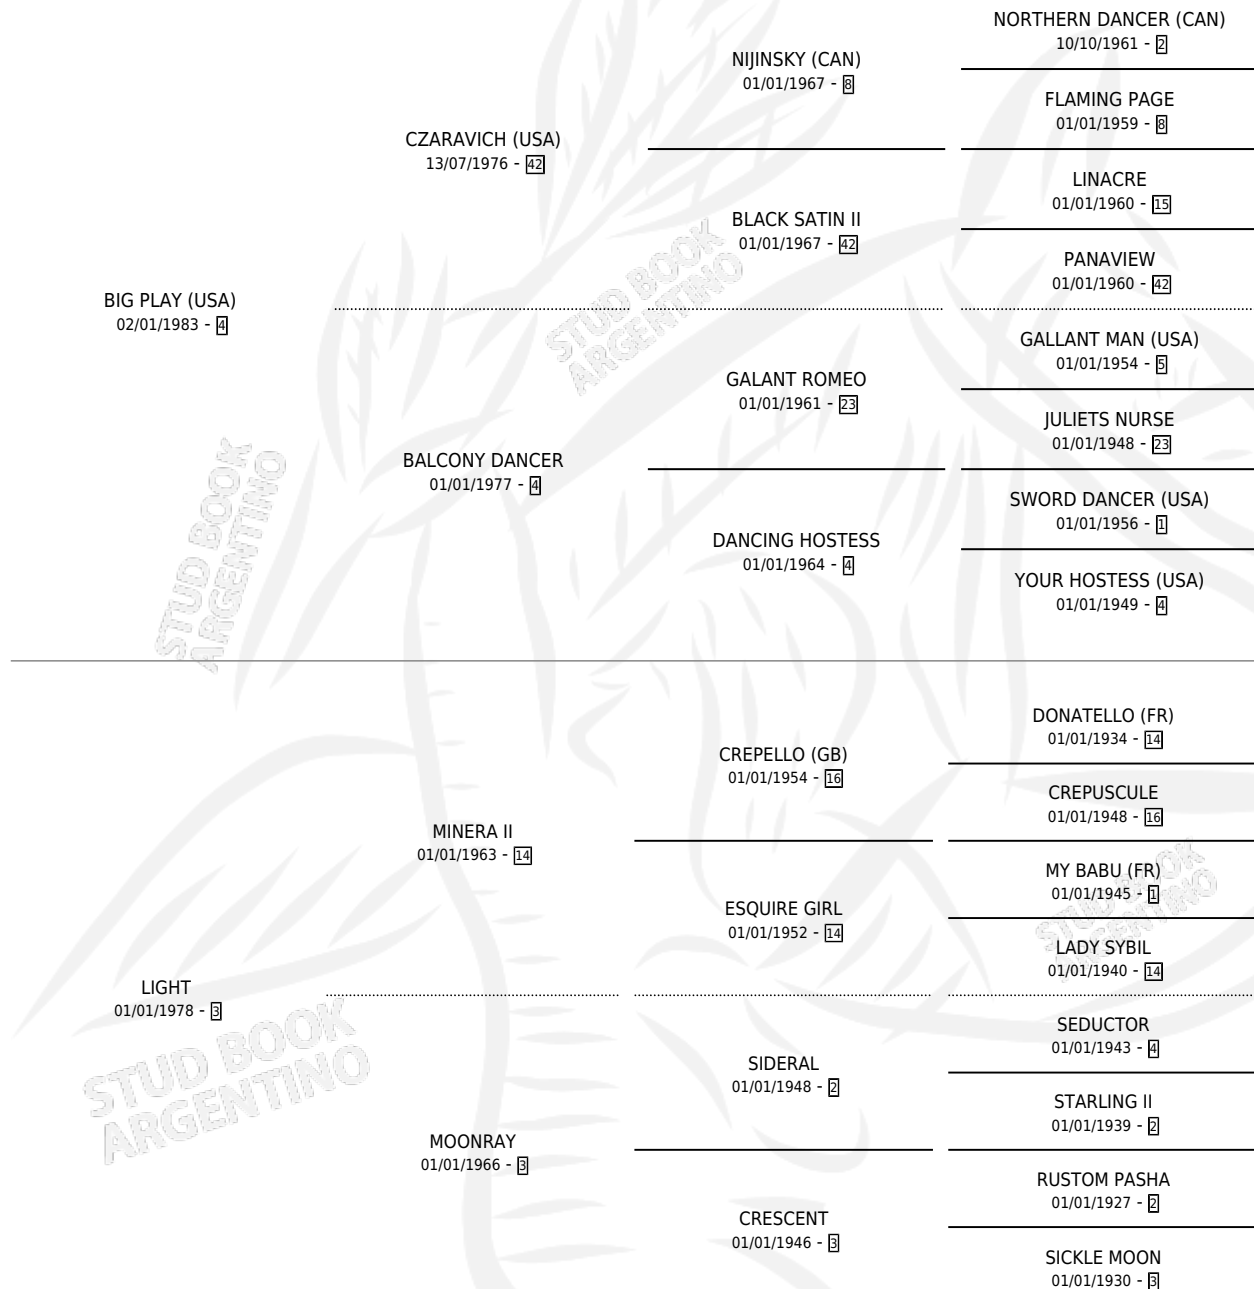 NORTHERN DANCER (CAN)
10/10/1961 - 2
NIJINSKY (CAN)
01/01/1967 - 8
FLAMING PAGE
01/01/1959 - 8
CZARAVICH (USA)
13/07/1976 - 42
LINACRE
01/01/1960 - 15
BLACK SATIN II
01/01/1967 - 42
PANAVIEW
01/01/1960 - 42
BIG PLAY (USA)
02/01/1983 - 4
GALLANT MAN (USA)
01/01/1954 - 5
GALANT ROMEO
01/01/1961 - 23
JULIETS NURSE
01/01/1948 - 23
BALCONY DANCER
01/01/1977 - 4
SWORD DANCER (USA)
01/01/1956 - 1
DANCING HOSTESS
01/01/1964 - 4
YOUR HOSTESS (USA)
01/01/1949 - 4
DONATELLO (FR)
01/01/1934 - 14
CREPELLO (GB)
01/01/1954 - 16
CREPUSCULE
01/01/1948 - 16
MINERA II
01/01/1963 - 14
MY BABU (FR)
01/01/1945 - 1
ESQUIRE GIRL
01/01/1952 - 14
LADY SYBIL
01/01/1940 - 14
LIGHT
01/01/1978 - 3
SEDUCTOR
01/01/1943 - 4
SIDERAL
01/01/1948 - 2
STARLING II
01/01/1939 - 2
MOONRAY
01/01/1966 - 3
RUSTOM PASHA
01/01/1927 - 2
CRESCENT
01/01/1946 - 3
SICKLE MOON
01/01/1930 - 3
STUD BOOK
ARGENTINO
STUD BOOK
ARGENTINO
STUD BOOK
ARGENTINO
STUD BOOK
ARGENTINO